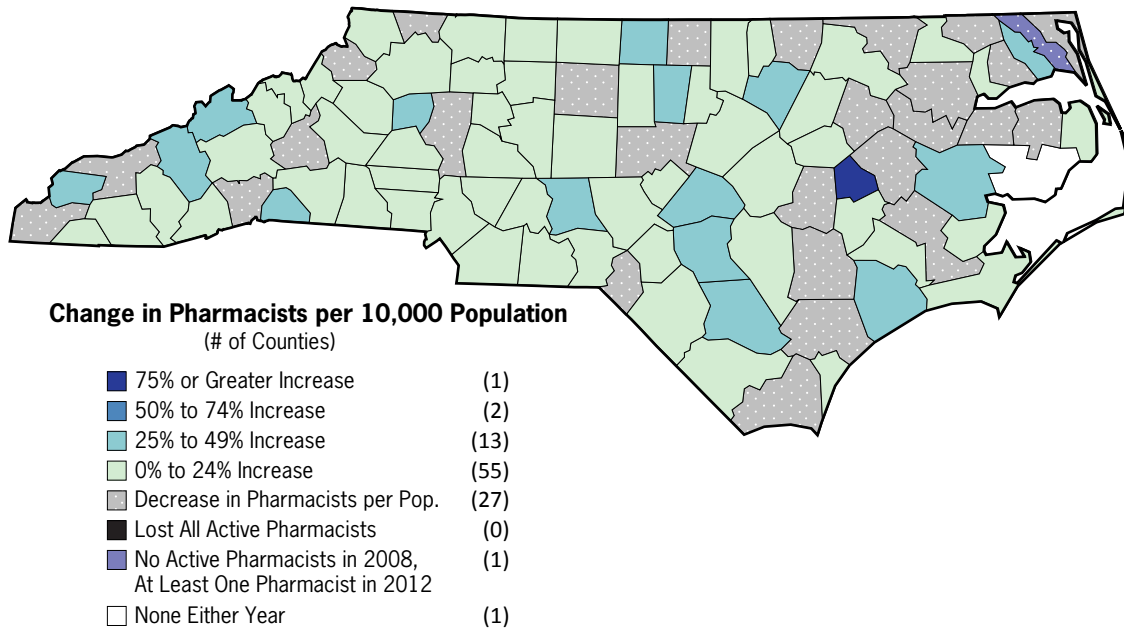 Change in Pharmacists per 10,000 Population
(# of Counties)
75% or Greater Increase (1)
50% to 74% Increase (2)
25% to 49% Increase (13)
0% to 24% Increase (55)
Decrease in Pharmacists per Pop. (27)
Lost All Active Pharmacists (0)
No Active Pharmacists in 2008, (1)
At Least One Pharmacist in 2012
None Either Year (1)